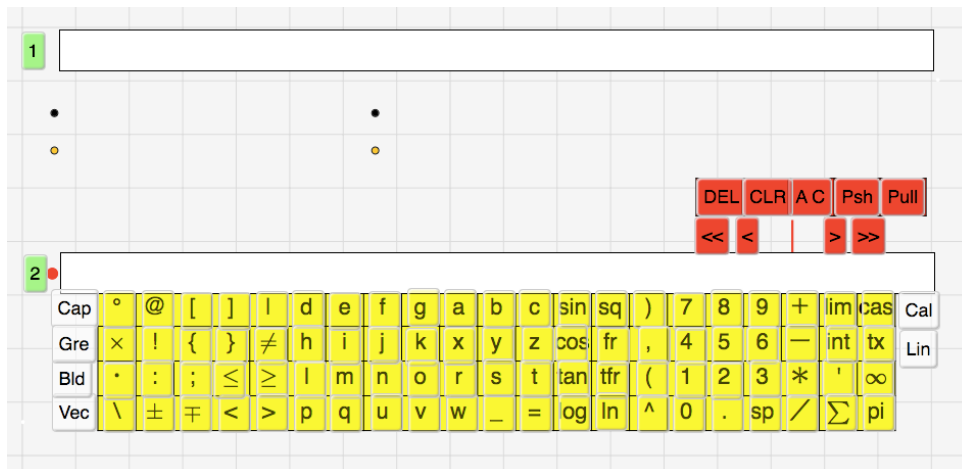 1
DEL CLR A C Psh Pull
<< < > >>
2
Cap ° @ [ ] | d e f g a b c sin sq ) 7 8 9 + lim cas Cal
Gre × ! { } ≠ h i j k x y z cos fr , 4 5 6 — int tx Lin
Bld · : ; ≤ ≥ l m n o r s t tan tfr ( 1 2 3 * ' ∞
Vec \ ± ∓ < > p q u v w _ = log ln ^ 0 . sp / ∑ pi